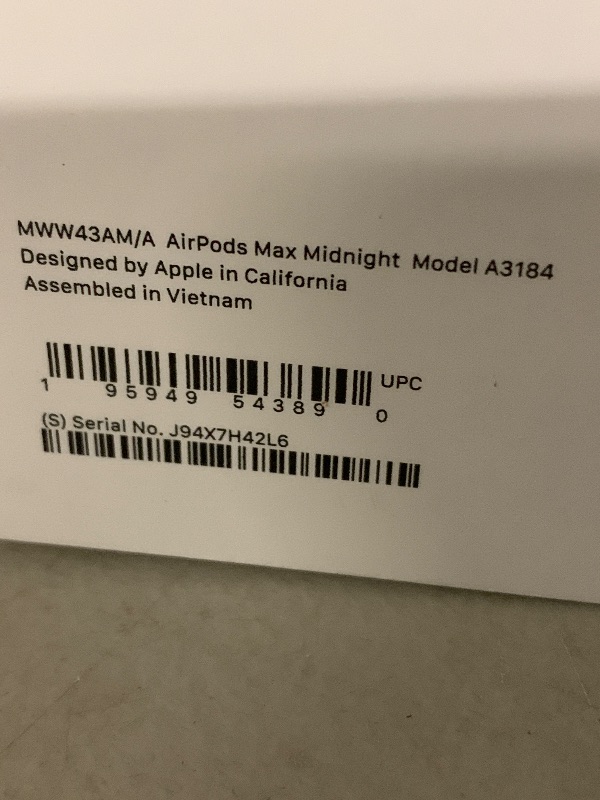 MWW43AM/A AirPods Max Midnight Model A3184
Designed by Apple in California
Assembled in Vietnam
UPC
1 95949 54389 0
(S) Serial No. J94X7H42L6